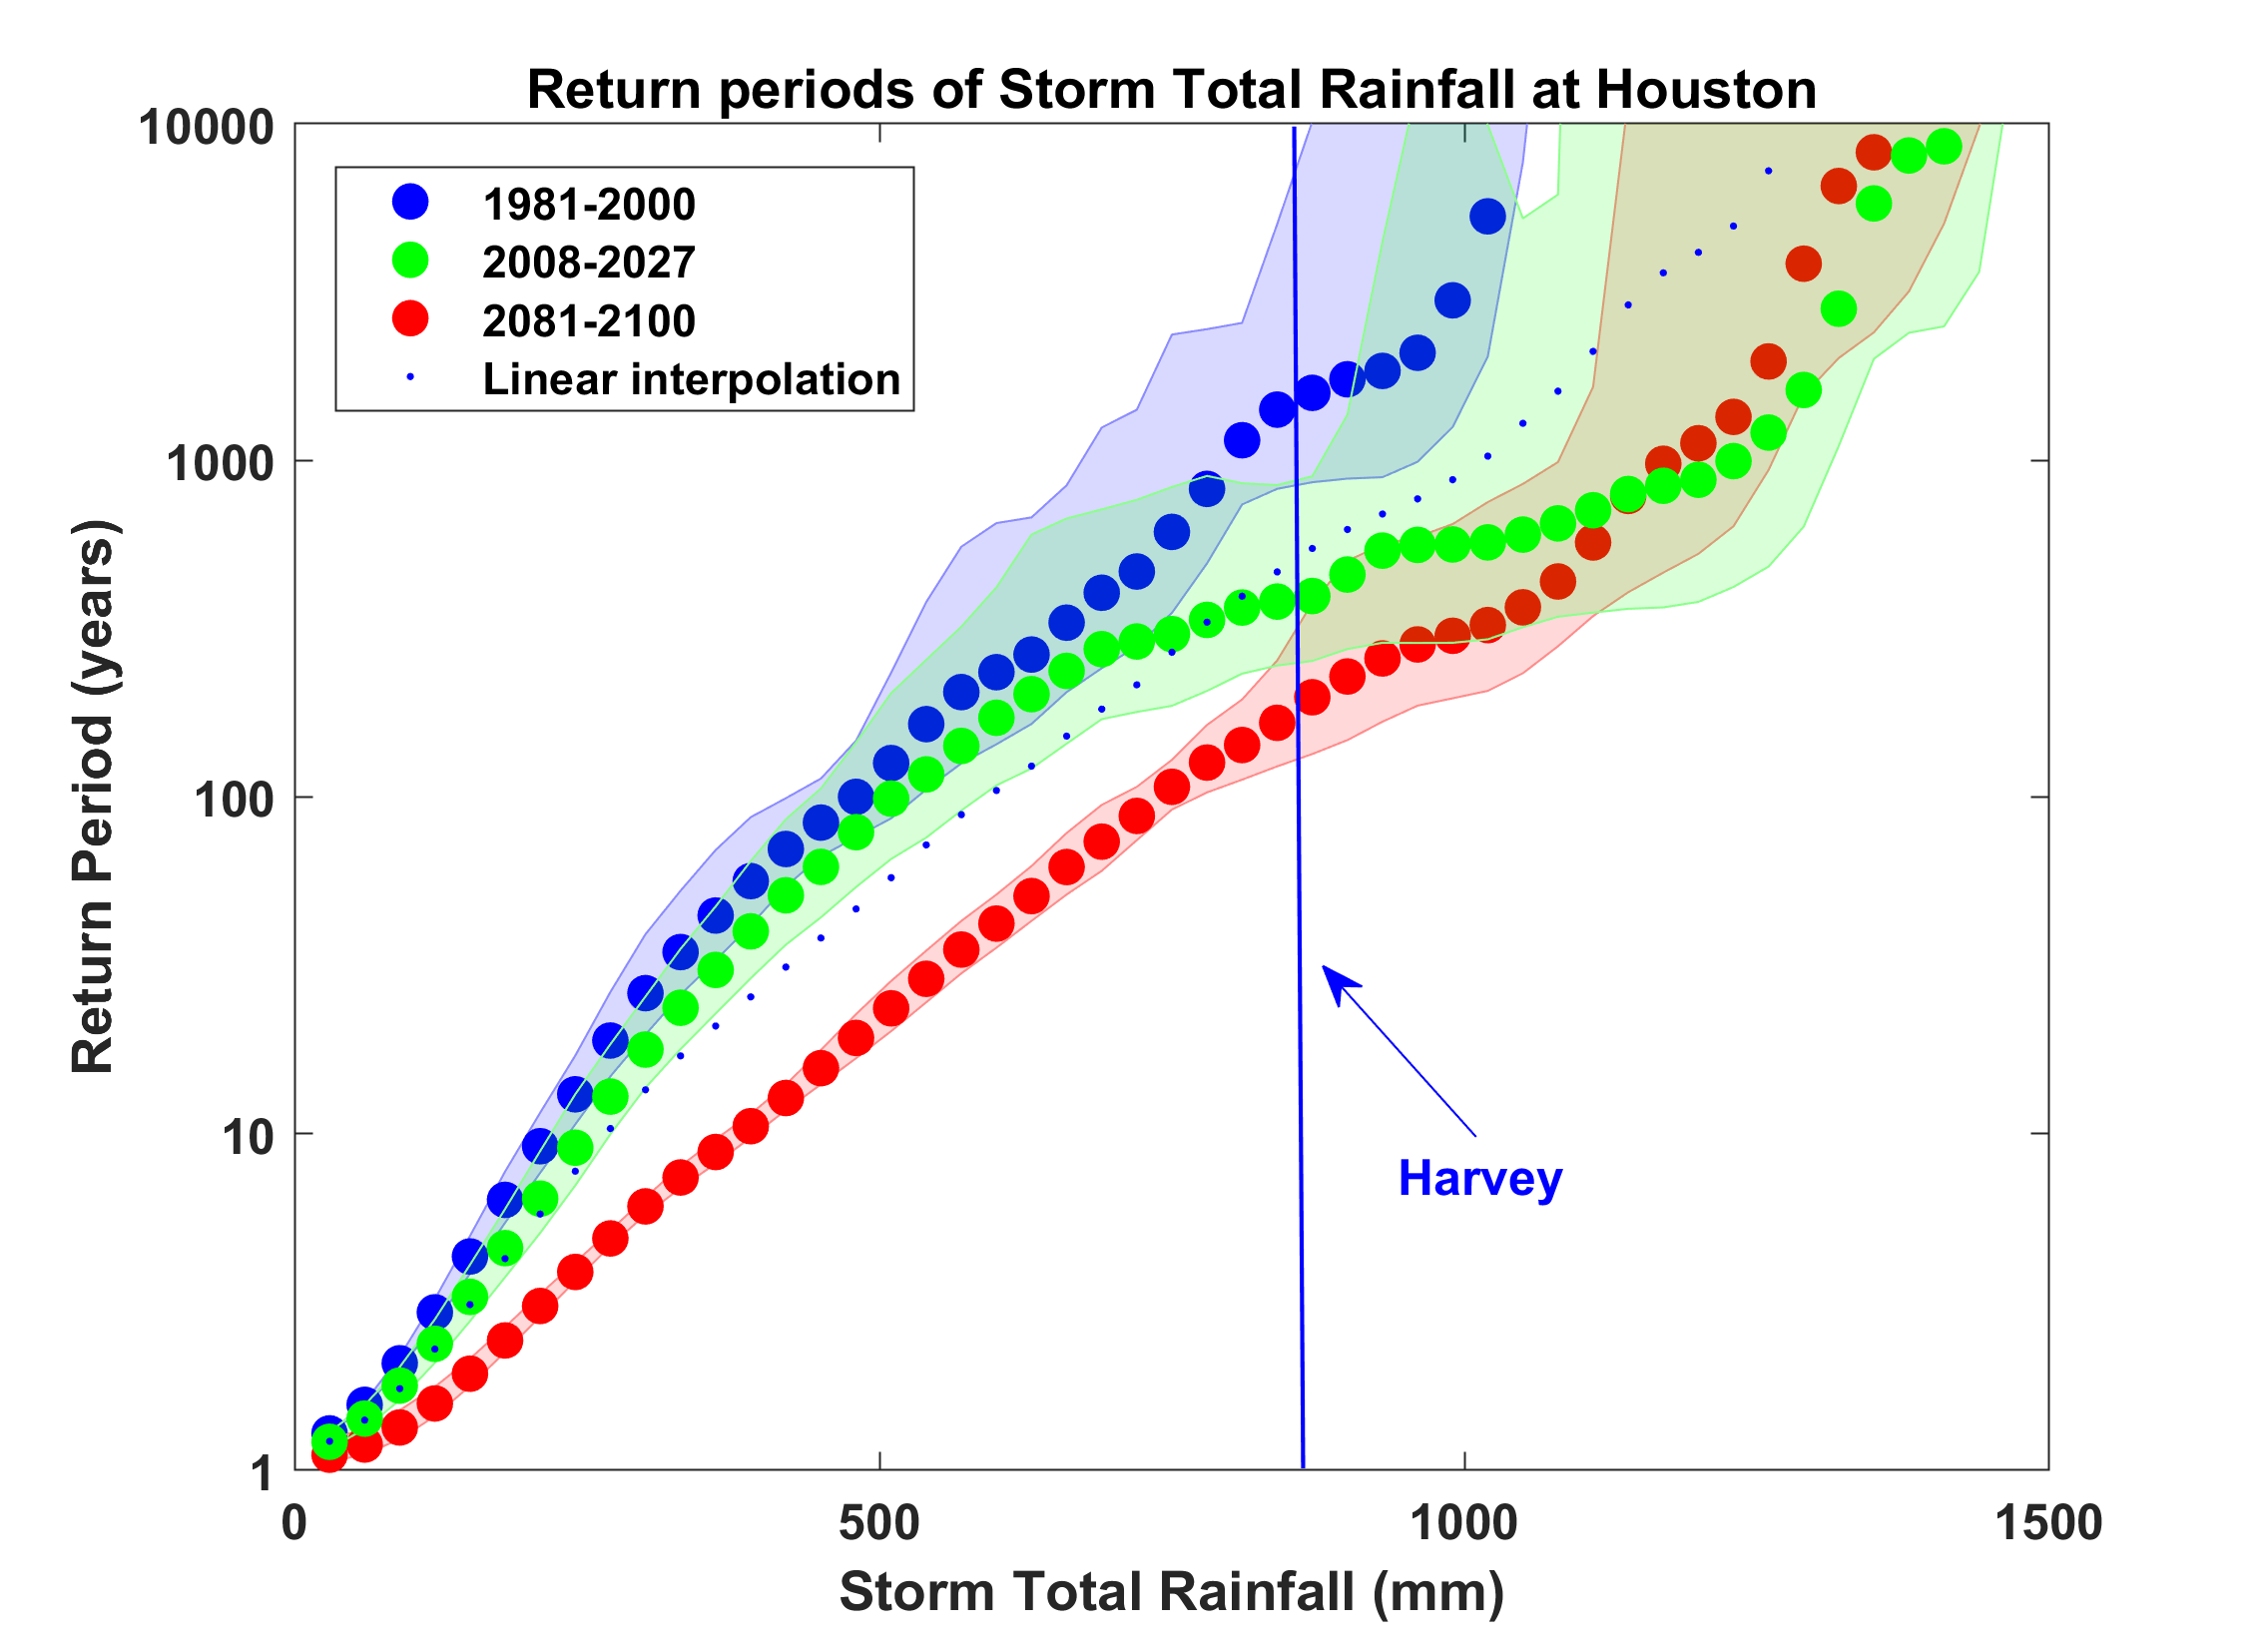 Return periods of Storm Total Rainfall at Houston
10000
1000
100
10
1
Return Period (years)
1981-2000
2008-2027
2081-2100
Linear interpolation
Harvey
0 500 1000 1500
Storm Total Rainfall (mm)